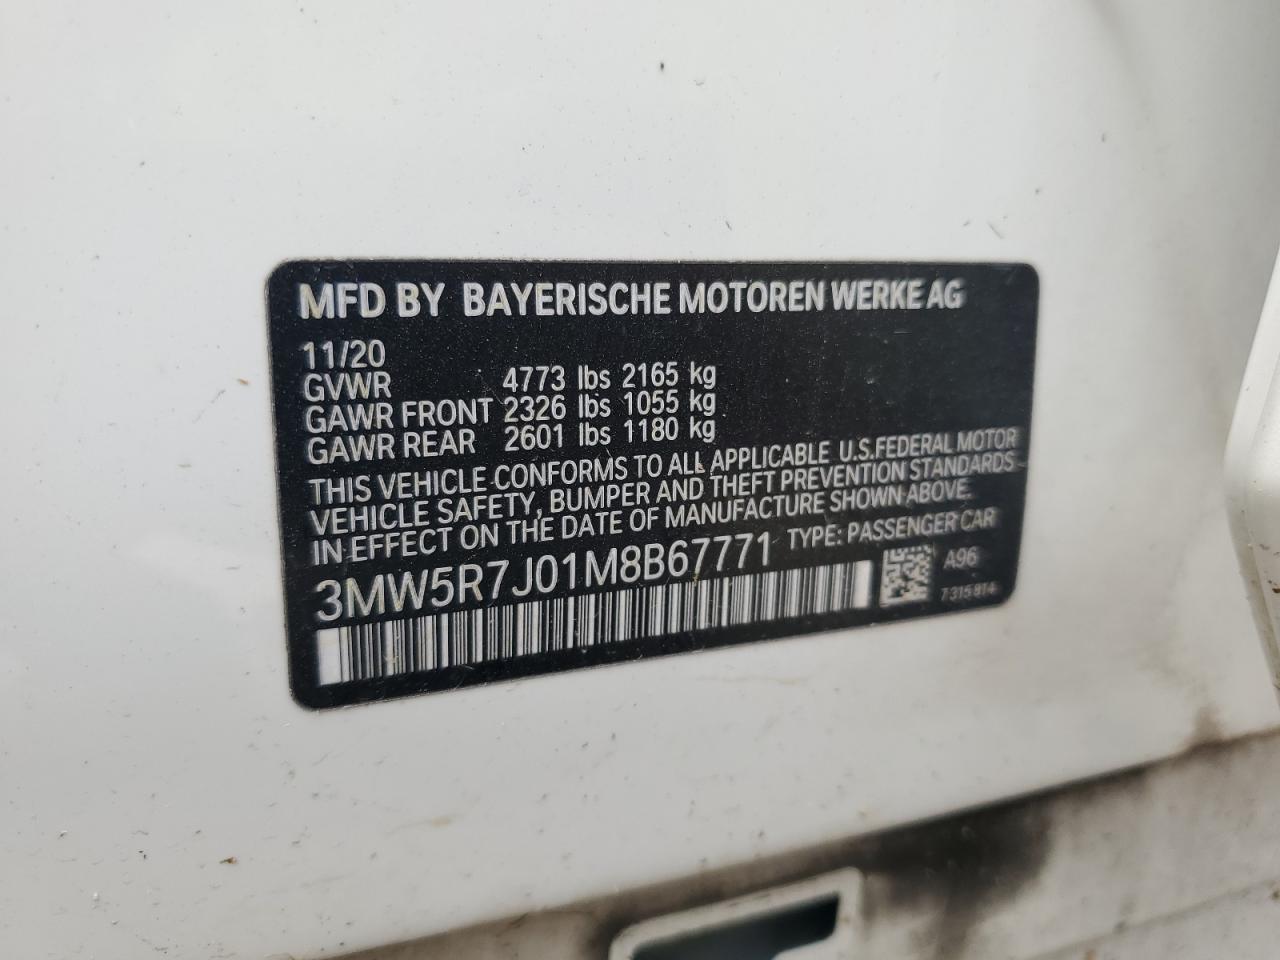 MFD BY BAYERISCHE MOTOREN WERKE AG
11/20
GVWR 4773 lbs 2165 kg
GAWR FRONT 2326 lbs 1055 kg
GAWR REAR 2601 lbs 1180 kg
THIS VEHICLE CONFORMS TO ALL APPLICABLE U.S.FEDERAL MOTOR
VEHICLE SAFETY, BUMPER AND THEFT PREVENTION STANDARDS
IN EFFECT ON THE DATE OF MANUFACTURE SHOWN ABOVE.
3MW5R7J01M8B67771 TYPE: PASSENGER CAR
A96
7315814